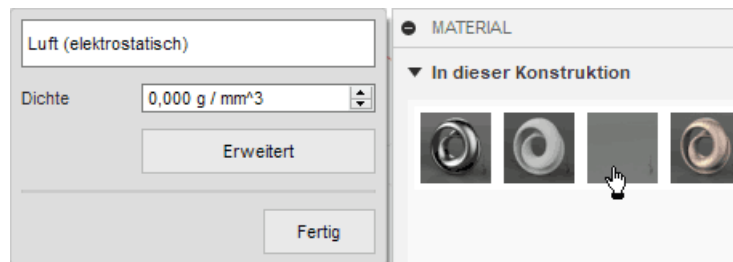 Luft (elektrostatisch)
Dichte
0,000 g / mm^3
Erweitert
Fertig
MATERIAL
In dieser Konstruktion